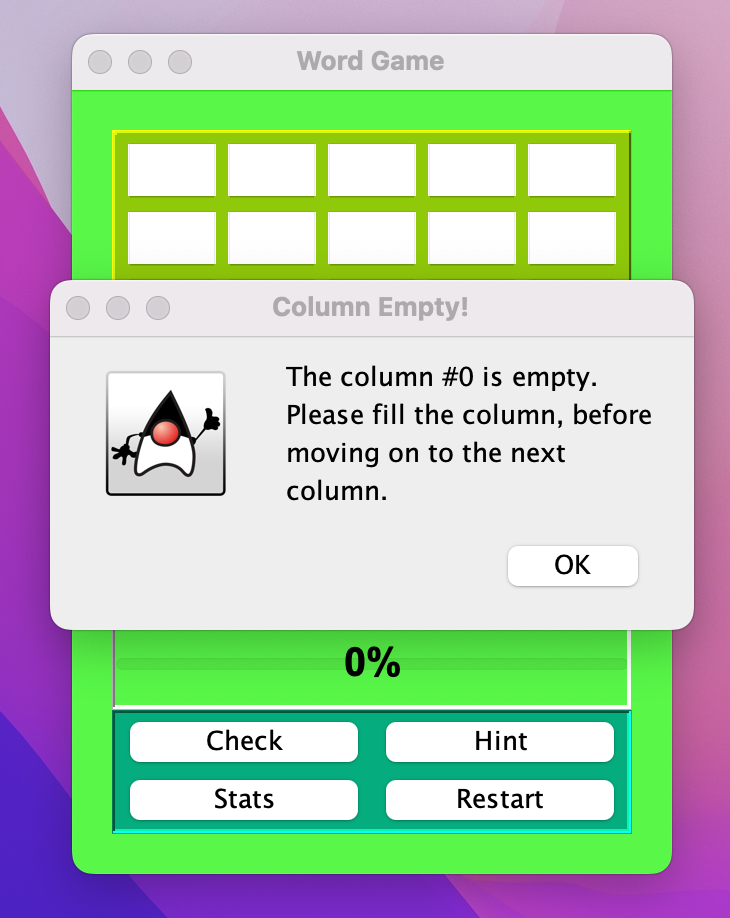 Word Game
Column Empty!
The column #0 is empty.
Please fill the column, before
moving on to the next
column.
OK
0%
Check
Hint
Stats
Restart